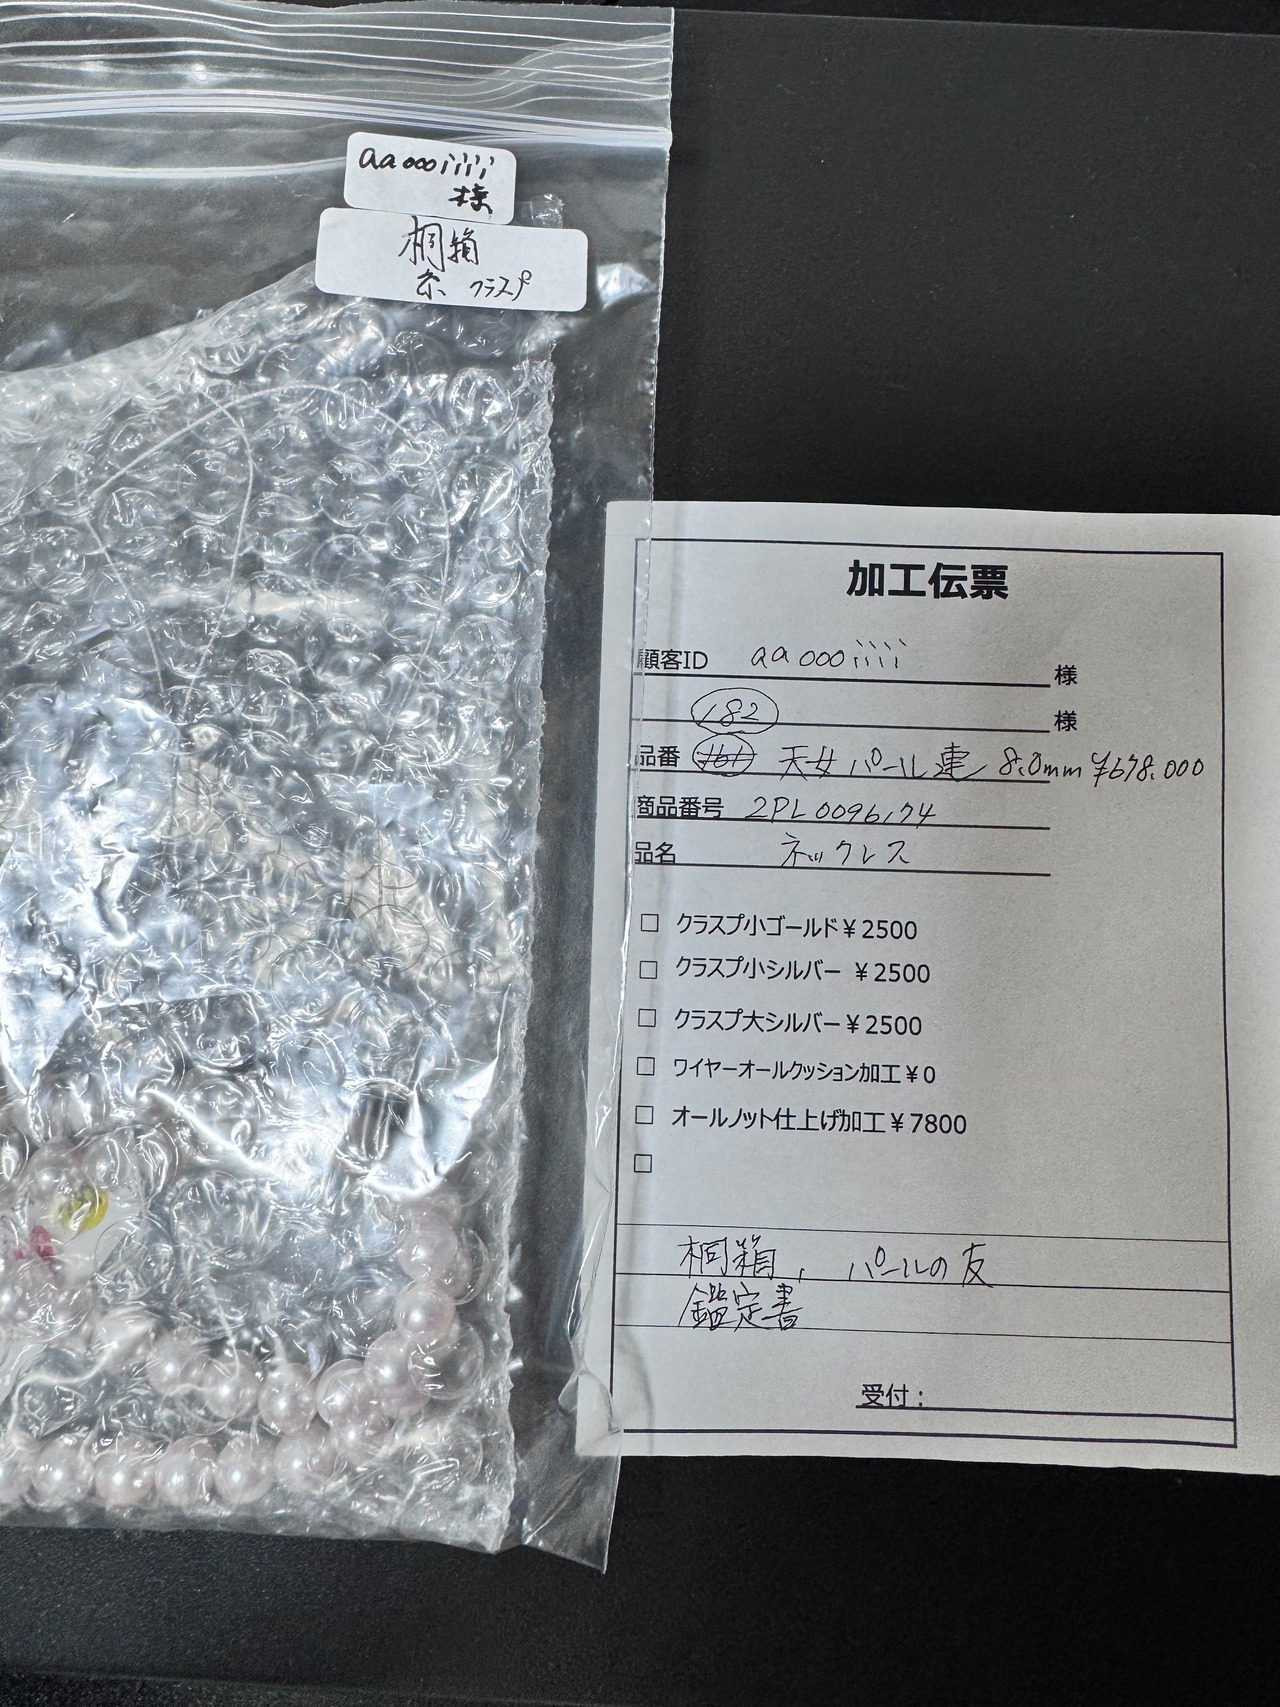 aa000iiii
様
桐箱
糸 クラスプ
加工伝票
顧客ID aa000iiii 様
182 様
品番 天女パール連 8.0mm ¥678.000
商品番号 2PL0096174
品名 ネックレス
□ クラスプ小ゴールド¥2500
□ クラスプ小シルバー ¥2500
□ クラスプ大シルバー¥2500
□ ワイヤーオールクッション加工¥0
□ オールノット仕上げ加工¥7800
□
桐箱, パールの友
鑑定書
受付: